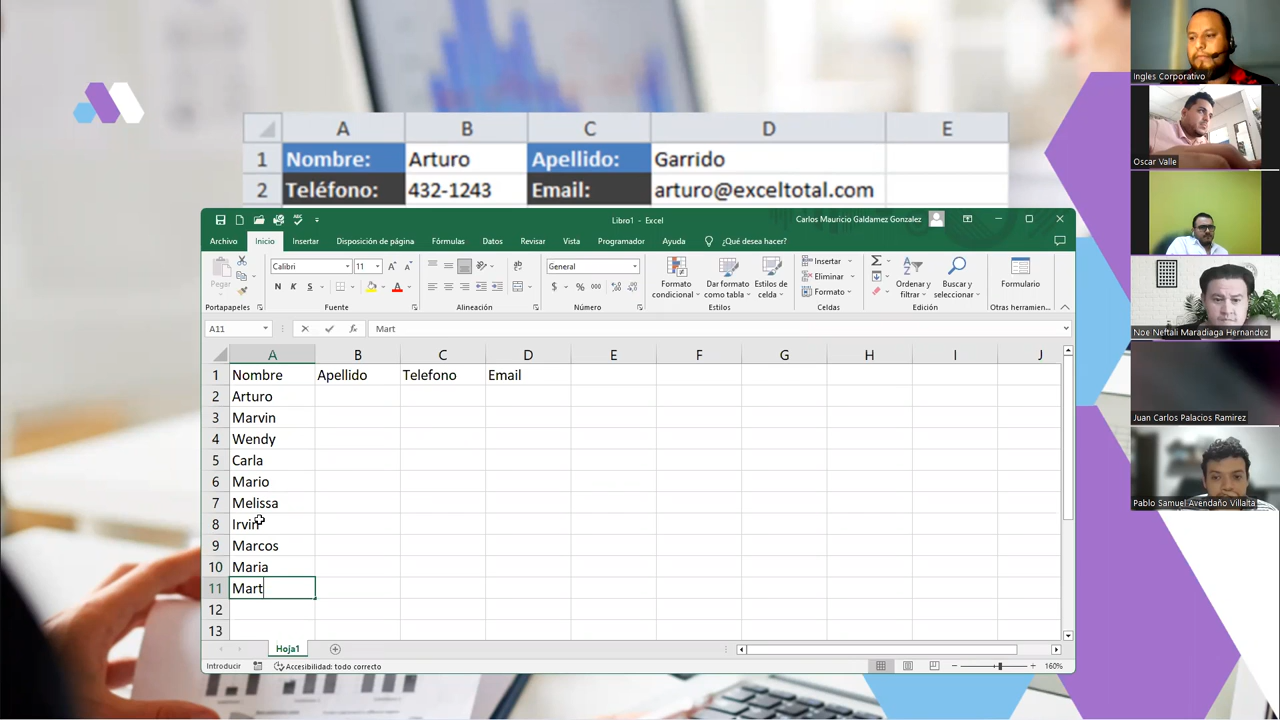 A B C D E
1 Nombre: Arturo Apellido: Garrido
2 Teléfono: 432-1243 Email: arturo@exceltotal.com
Libro1 - Excel
Carlos Mauricio Galdamez Gonzalez
Archivo Inicio Insertar Disposición de página Fórmulas Datos Revisar Vista Programador Ayuda ¿Qué desea hacer?
Pegar
Calibri 11
N K S
General
Formato condicional
Dar formato como tabla
Estilos de celda
Insertar
Eliminar
Formato
Ordenar y filtrar
Buscar y seleccionar
Formulario
Portapapeles Fuente Alineación Número Estilos Celdas Edición Otras herramien...
A11 fx Mart
A B C D E F G H I J
1 Nombre Apellido Telefono Email
2 Arturo
3 Marvin
4 Wendy
5 Carla
6 Mario
7 Melissa
8 Irvin
9 Marcos
10 Maria
11 Mart
12
13
Hoja1
Introducir Accesibilidad: todo correcto 160%
Ingles Corporativo
Oscar Valle
Noe Neftali Maradiaga Hernandez
Juan Carlos Palacios Ramirez
Pablo Samuel Avendaño Villalta